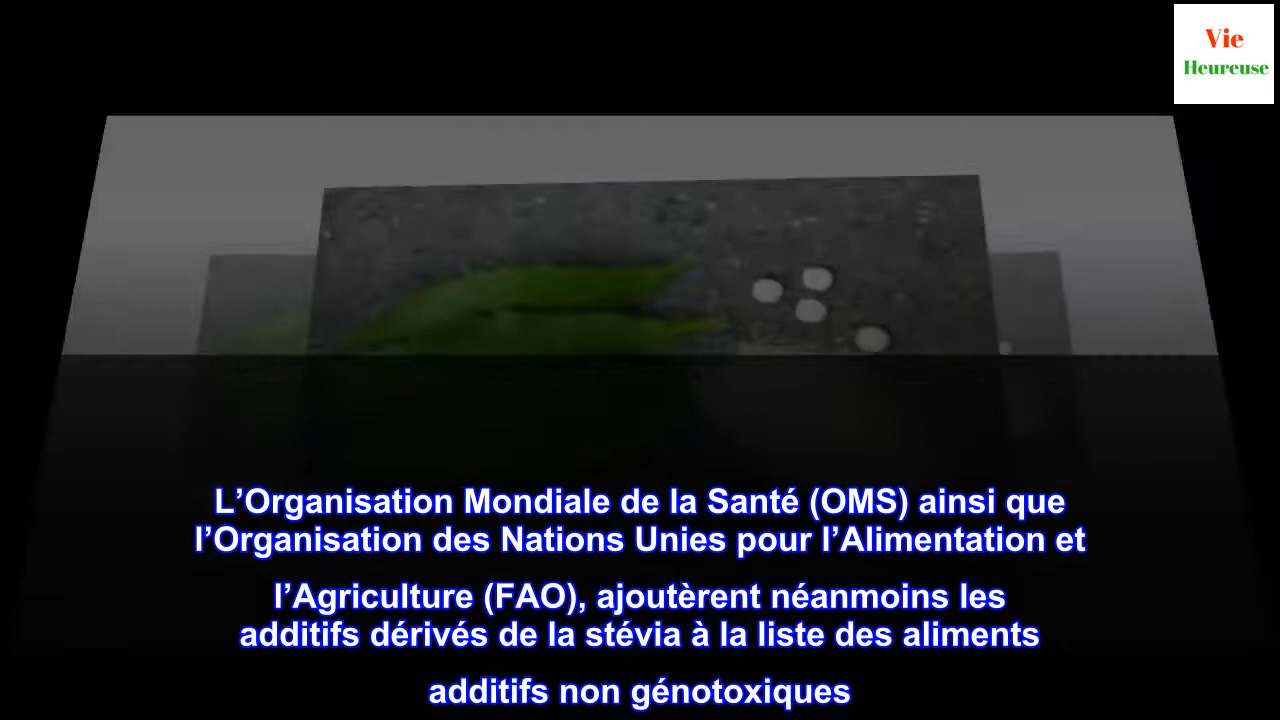 Vie
Heureuse
L’Organisation Mondiale de la Santé (OMS) ainsi que
l’Organisation des Nations Unies pour l’Alimentation et
l’Agriculture (FAO), ajoutèrent néanmoins les
additifs dérivés de la stévia à la liste des aliments
additifs non génotoxiques